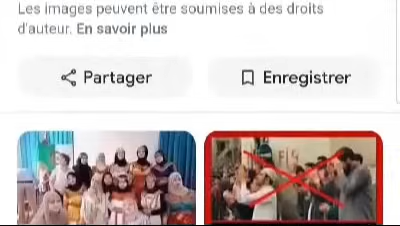 Les images peuvent être soumises à des droits
d'auteur. En savoir plus
Partager
Enregistrer